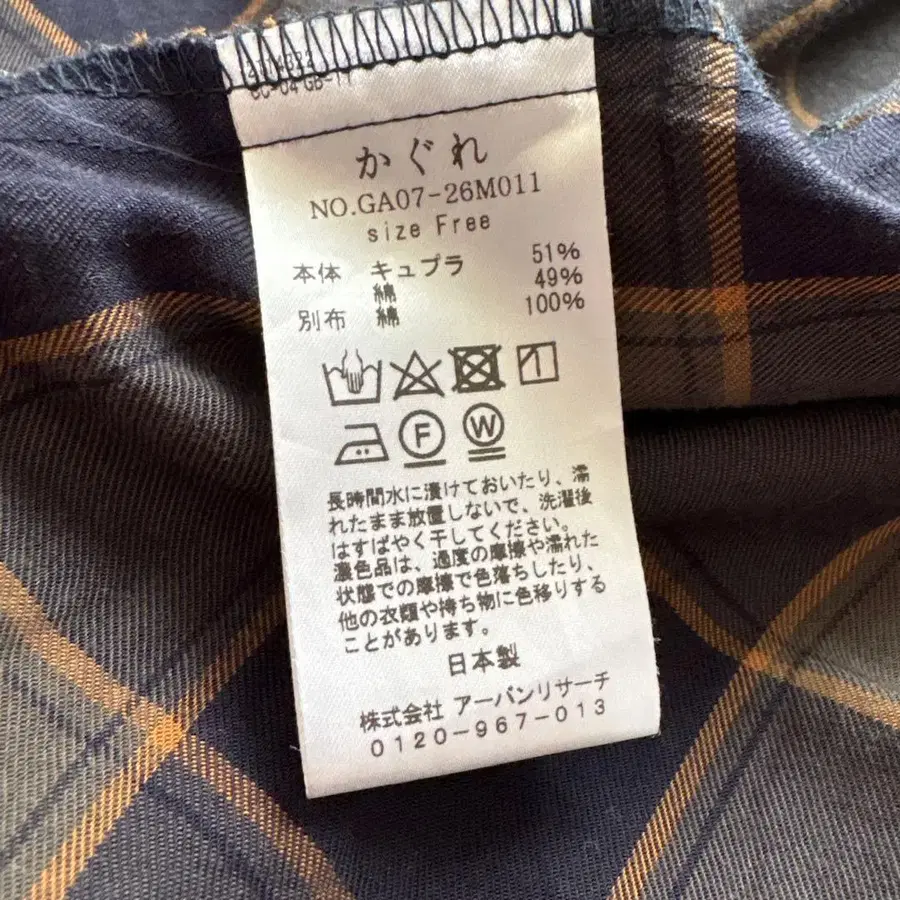 かぐれ
NO.GA07-26M011
size Free
本体 キュプラ 51%
綿 49%
別布 綿 100%
F W
長時間水に漬けておいたり、濡
れたまま放置しないで、洗濯後
はすばやく干してください。
濃色品は、過度の摩擦や濡れた
状態での摩擦で色落ちしたり、
他の衣類や持ち物に色移りする
ことがあります。
日本製
株式会社 アーバンリサーチ
0120-967-013